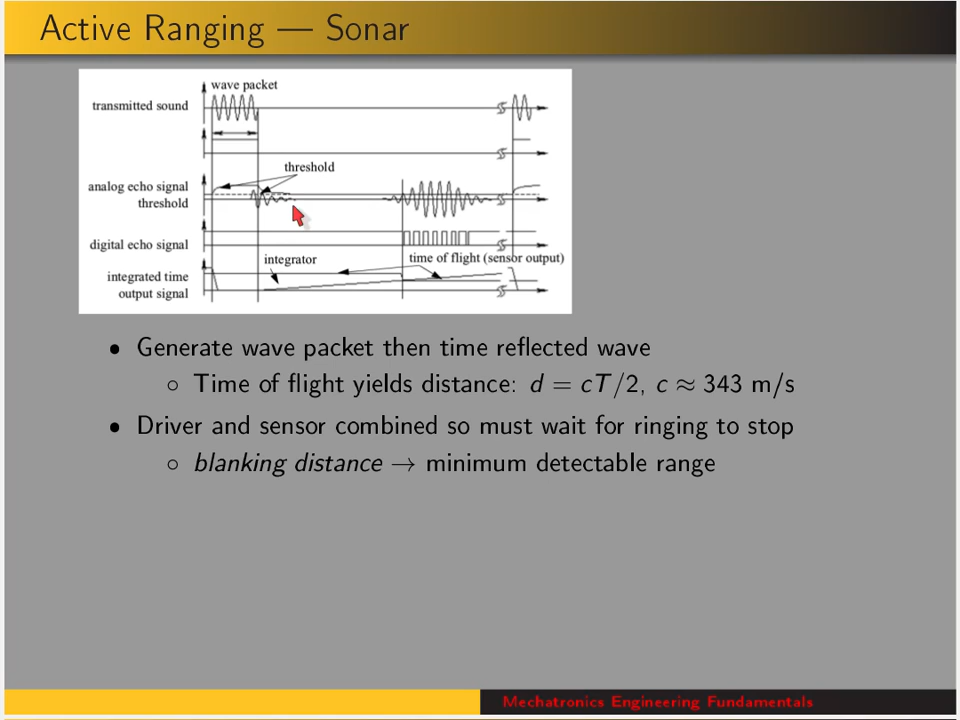 Active Ranging — Sonar
wave packet
transmitted sound
threshold
analog echo signal
threshold
digital echo signal
integrator
time of flight (sensor output)
integrated time
output signal
• Generate wave packet then time reflected wave
◦ Time of flight yields distance: d = cT/2, c ≈ 343 m/s
• Driver and sensor combined so must wait for ringing to stop
◦ blanking distance → minimum detectable range
Mechatronics Engineering Fundamentals